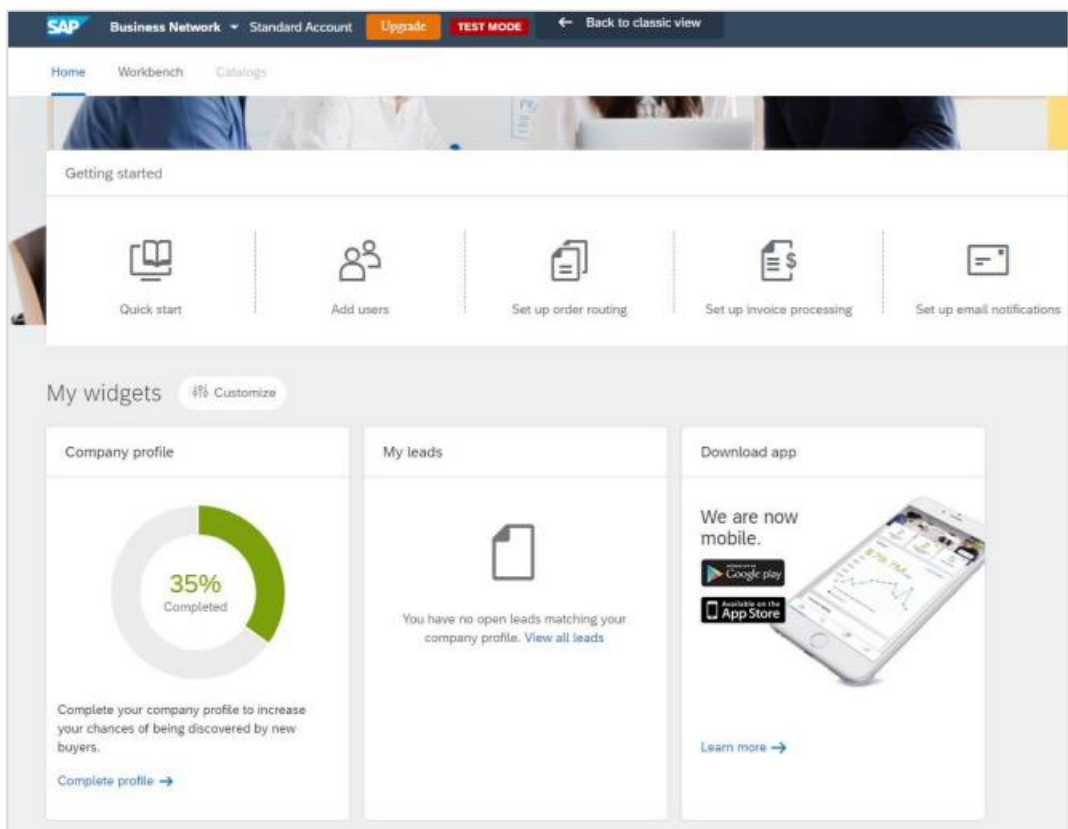 SAP Business Network Standard Account Upgrade TEST MODE ← Back to classic view
Home Workbench Catalogs
Getting started
Quick start Add users Set up order routing Set up invoice processing Set up email notifications
My widgets Customize
Company profile
35%
Completed
Complete your company profile to increase
your chances of being discovered by new
buyers.
Complete profile →
My leads
You have no open leads matching your
company profile. View all leads
Download app
We are now
mobile.
Google play
Available on the
App Store
Learn more →